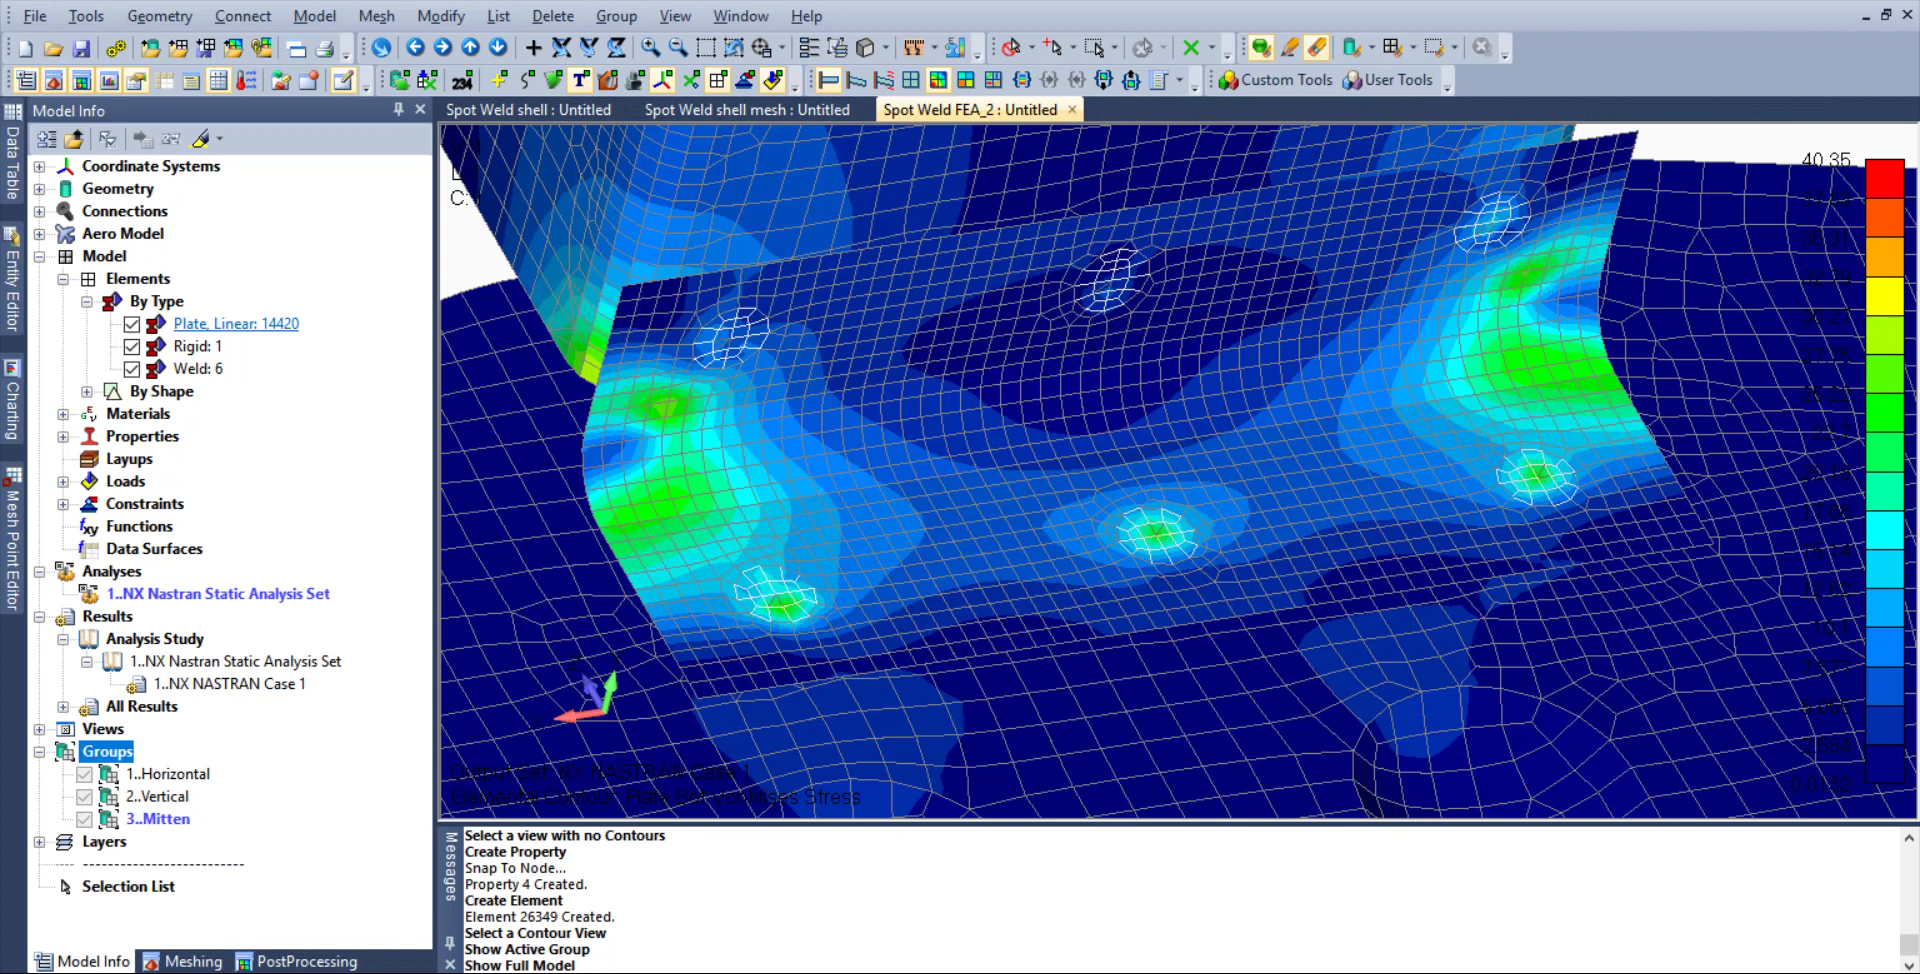 File Tools Geometry Connect Model Mesh Modify List Delete Group View Window Help
234
Custom Tools User Tools
Model Info
Spot Weld shell : Untitled Spot Weld shell mesh : Untitled Spot Weld FEA_2 : Untitled
Data Table
Entity Editor
Charting
Mesh Point Editor
Coordinate Systems
Geometry
Connections
Aero Model
Model
Elements
By Type
Plate, Linear: 14420
Rigid: 1
Weld: 6
By Shape
Materials
Properties
Layups
Loads
Constraints
Functions
Data Surfaces
Analyses
1..NX Nastran Static Analysis Set
Results
Analysis Study
1..NX Nastran Static Analysis Set
1..NX NASTRAN Case 1
All Results
Views
Groups
1..Horizontal
2..Vertical
3..Mitten
Layers
Selection List
Model Info Meshing PostProcessing
40.35
Output Set: NX NASTRAN Case 1
Elemental Contour: Plate Bot VonMises Stress
Messages
Select a view with no Contours
Create Property
Snap To Node...
Property 4 Created.
Create Element
Element 26349 Created.
Select a Contour View
Show Active Group
Show Full Model